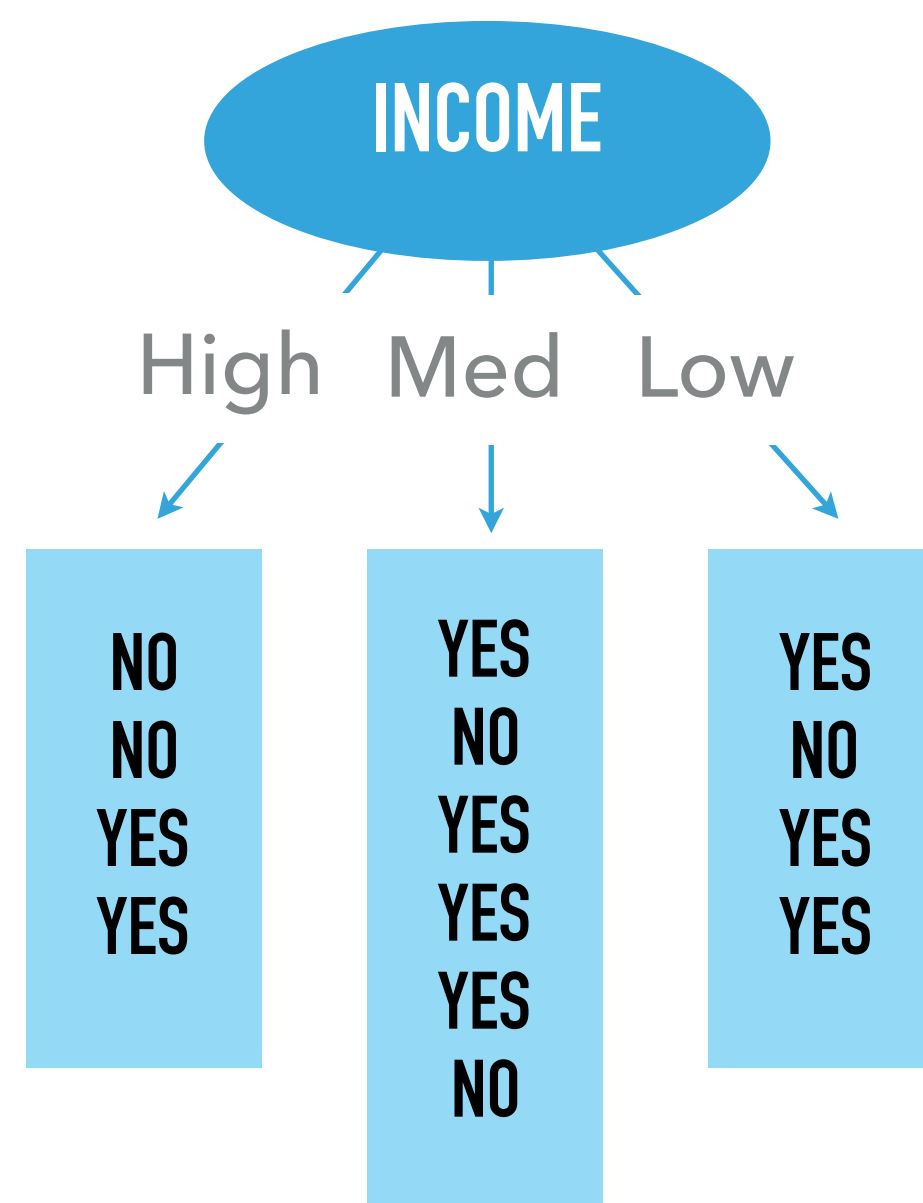 INCOME
High Med Low
NO
NO
YES
YES
YES
NO
YES
YES
YES
NO
YES
NO
YES
YES